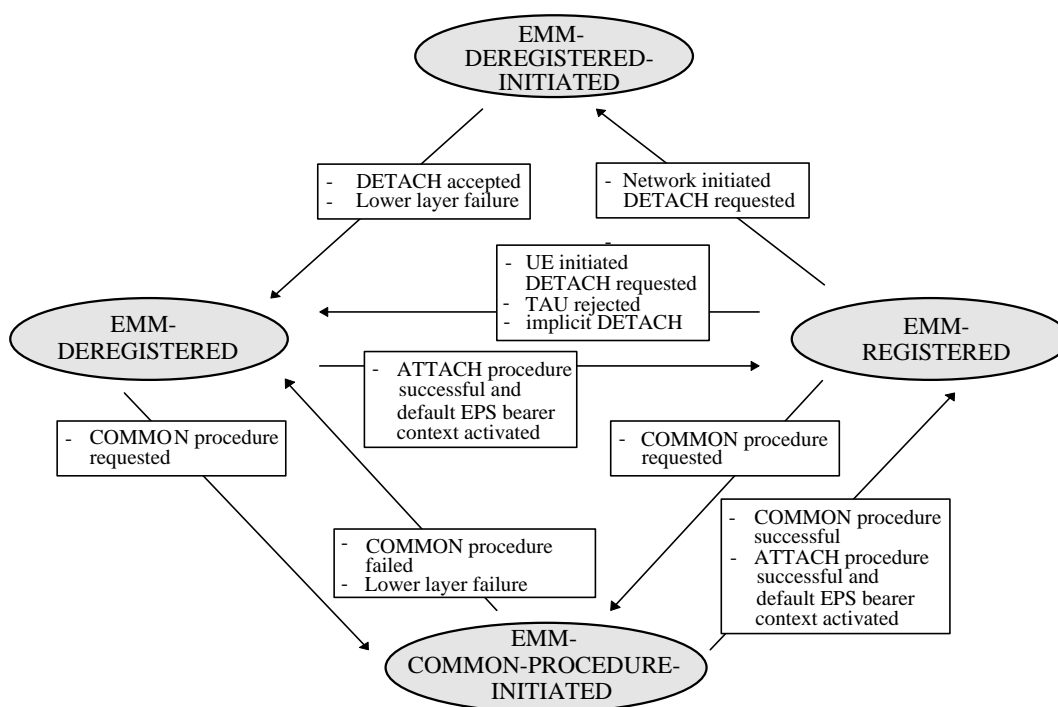 EMM-
DEREGISTERED-
INITIATED
- DETACH accepted
- Lower layer failure
- Network initiated
DETACH requested
-
- UE initiated
DETACH requested
- TAU rejected
- implicit DETACH
EMM-
DEREGISTERED
EMM-
REGISTERED
- ATTACH procedure
successful and
default EPS bearer
context activated
- COMMON procedure
requested
- COMMON procedure
requested
- COMMON procedure
failed
- Lower layer failure
- COMMON procedure
successful
- ATTACH procedure
successful and
default EPS bearer
context activated
EMM-
COMMON-PROCEDURE-
INITIATED